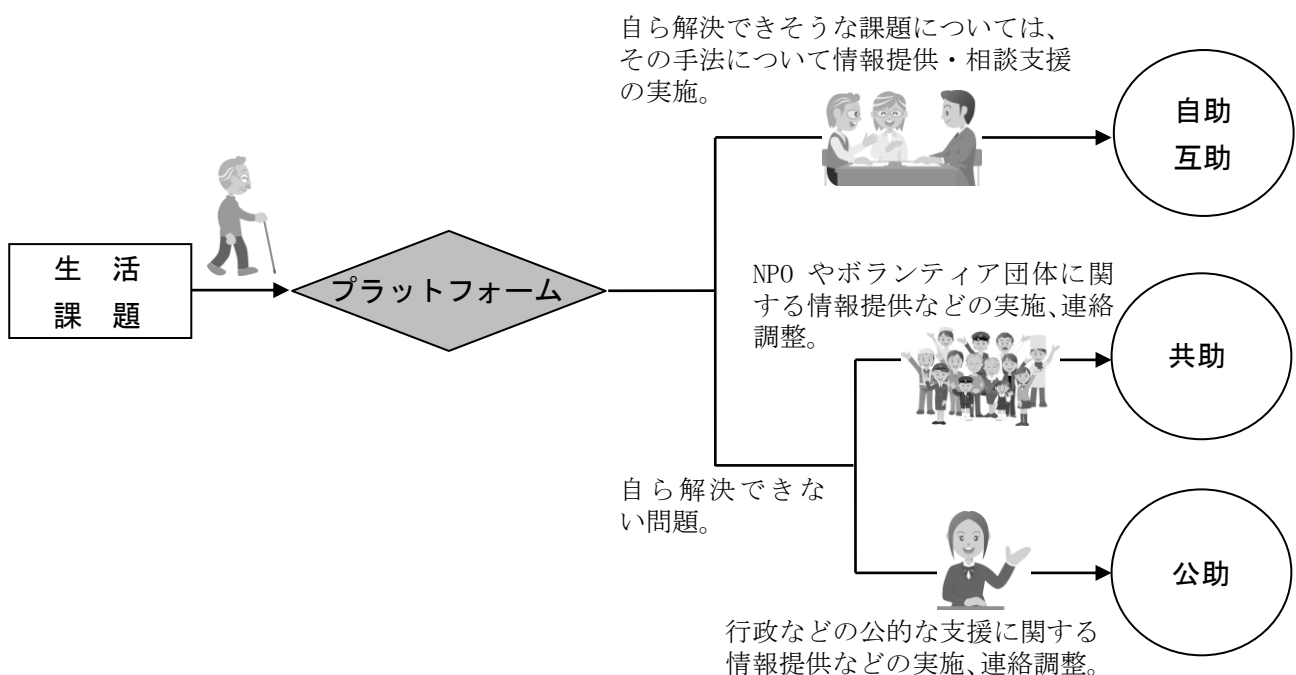 自ら解決できそうな課題については、
その手法について情報提供・相談支援
の実施。
自助
互助
生　活
課　題
プラットフォーム
NPO やボランティア団体に関
する情報提供などの実施、連絡
調整。
共助
自ら解決できな
い問題。
公助
行政などの公的な支援に関する
情報提供などの実施、連絡調整。